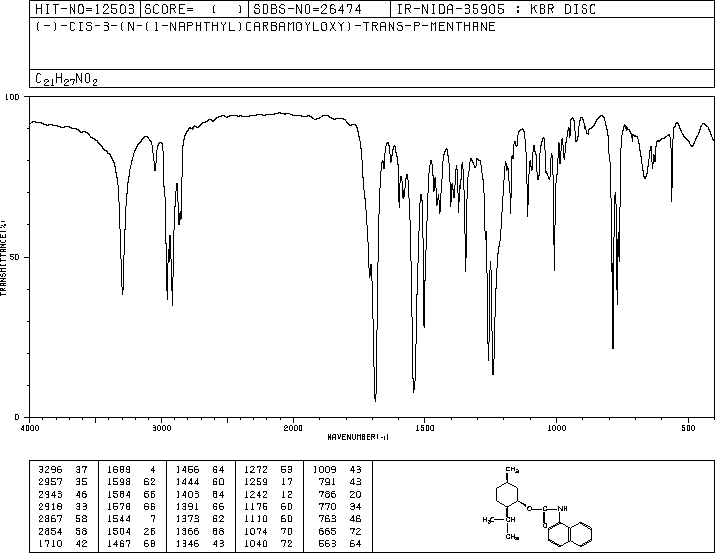 HIT-NO=12503 SCORE= ( ) SDBS-NO=26474 IR-NIDA-35905 : KBR DISC
(-)-CIS-3-(N-(1-NAPHTHYL)CARBAMOYLOXY)-TRANS-P-MENTHANE
C21H27NO2
100
50
0
TRANSMITTANCE(%)
4000 3000 2000 1500 1000 500
WAVENUMBER(-1)
3296 37 1689 4 1456 64 1272 53 1009 43
2957 35 1598 62 1444 60 1259 17 791 43
2943 46 1584 66 1403 84 1242 12 786 20
2918 33 1578 66 1391 66 1176 60 770 34
2867 58 1544 7 1373 62 1110 60 763 46
2854 58 1504 26 1366 68 1074 70 665 72
1710 42 1467 68 1346 43 1040 72 563 64
CH3
O C NH
O
CH3 CH
CH3